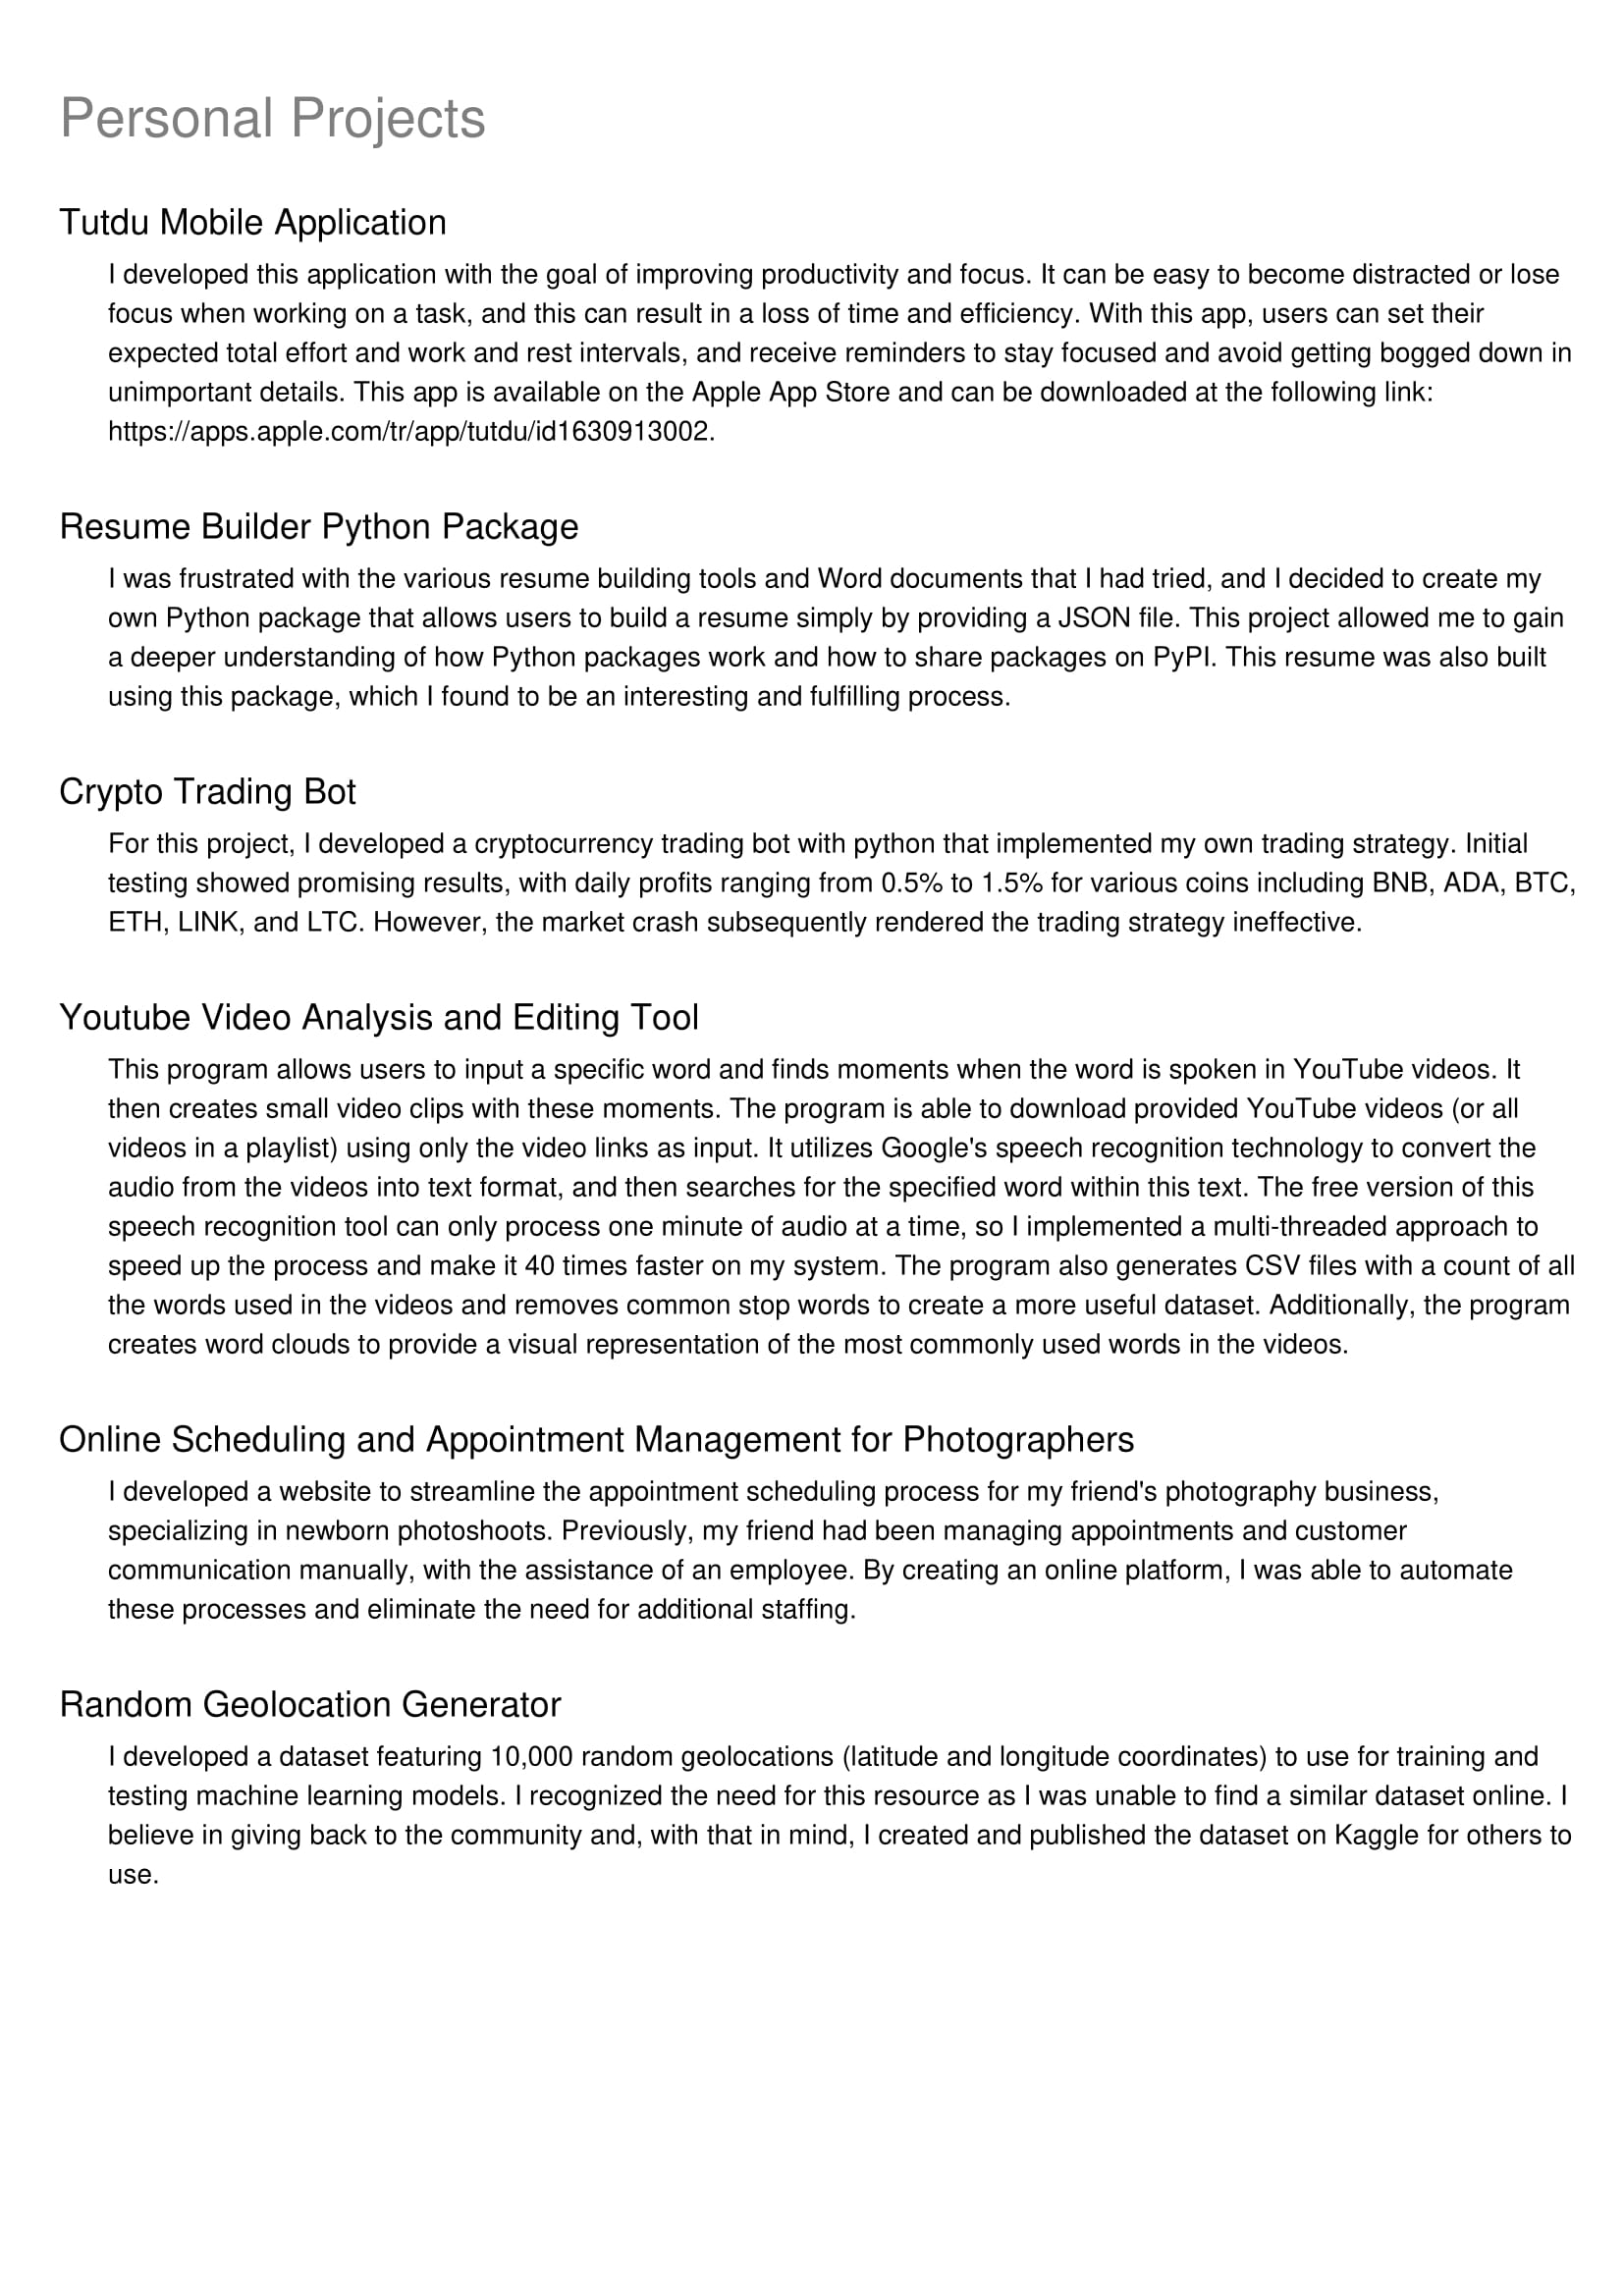 Personal Projects
Tutdu Mobile Application
I developed this application with the goal of improving productivity and focus. It can be easy to become distracted or lose
focus when working on a task, and this can result in a loss of time and efficiency. With this app, users can set their
expected total effort and work and rest intervals, and receive reminders to stay focused and avoid getting bogged down in
unimportant details. This app is available on the Apple App Store and can be downloaded at the following link:
https://apps.apple.com/tr/app/tutdu/id1630913002.
Resume Builder Python Package
I was frustrated with the various resume building tools and Word documents that I had tried, and I decided to create my
own Python package that allows users to build a resume simply by providing a JSON file. This project allowed me to gain
a deeper understanding of how Python packages work and how to share packages on PyPI. This resume was also built
using this package, which I found to be an interesting and fulfilling process.
Crypto Trading Bot
For this project, I developed a cryptocurrency trading bot with python that implemented my own trading strategy. Initial
testing showed promising results, with daily profits ranging from 0.5% to 1.5% for various coins including BNB, ADA, BTC,
ETH, LINK, and LTC. However, the market crash subsequently rendered the trading strategy ineffective.
Youtube Video Analysis and Editing Tool
This program allows users to input a specific word and finds moments when the word is spoken in YouTube videos. It
then creates small video clips with these moments. The program is able to download provided YouTube videos (or all
videos in a playlist) using only the video links as input. It utilizes Google's speech recognition technology to convert the
audio from the videos into text format, and then searches for the specified word within this text. The free version of this
speech recognition tool can only process one minute of audio at a time, so I implemented a multi-threaded approach to
speed up the process and make it 40 times faster on my system. The program also generates CSV files with a count of all
the words used in the videos and removes common stop words to create a more useful dataset. Additionally, the program
creates word clouds to provide a visual representation of the most commonly used words in the videos.
Online Scheduling and Appointment Management for Photographers
I developed a website to streamline the appointment scheduling process for my friend's photography business,
specializing in newborn photoshoots. Previously, my friend had been managing appointments and customer
communication manually, with the assistance of an employee. By creating an online platform, I was able to automate
these processes and eliminate the need for additional staffing.
Random Geolocation Generator
I developed a dataset featuring 10,000 random geolocations (latitude and longitude coordinates) to use for training and
testing machine learning models. I recognized the need for this resource as I was unable to find a similar dataset online. I
believe in giving back to the community and, with that in mind, I created and published the dataset on Kaggle for others to
use.